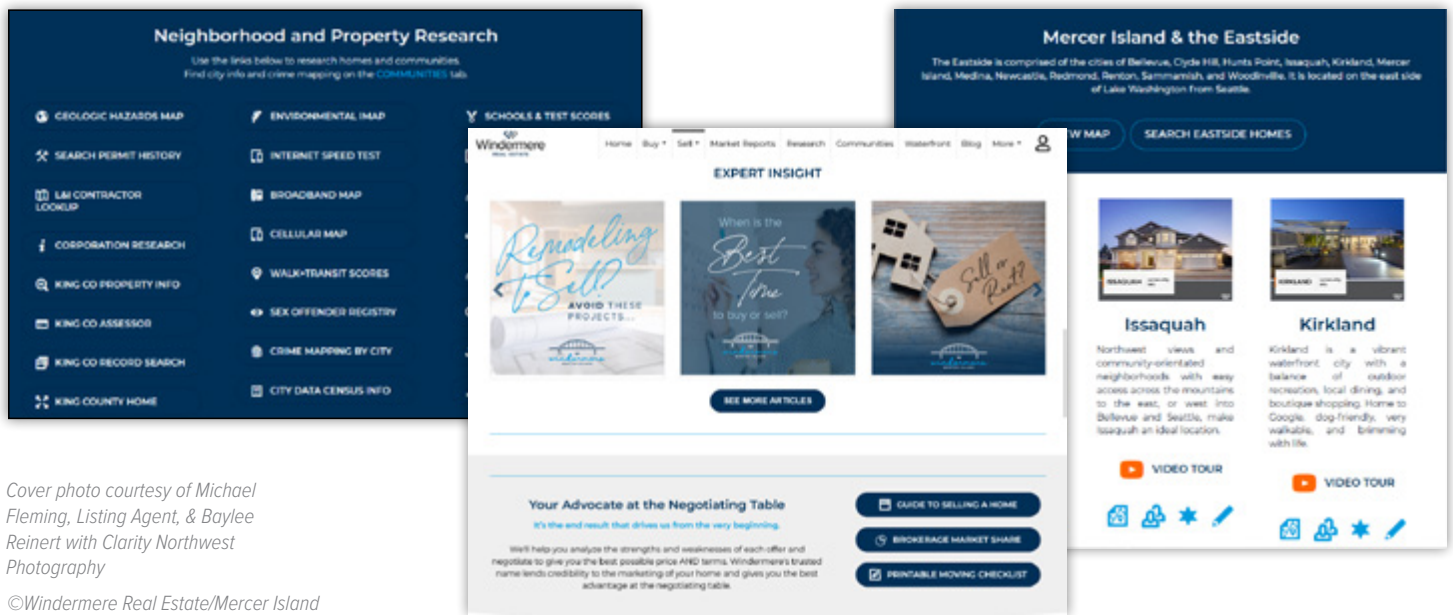 Neighborhood and Property Research
Use the links below to research homes and communities.
Find city info and crime mapping on the COMMUNITIES tab.
GEOLOGIC HAZARDS MAP
SEARCH PERMIT HISTORY
L&I CONTRACTOR
LOOKUP
CORPORATION RESEARCH
KING CO PROPERTY INFO
KING CO ASSESSOR
KING CO RECORD SEARCH
KING COUNTY HOME
ENVIRONMENTAL IMAP
INTERNET SPEED TEST
BROADBAND MAP
CELLULAR MAP
WALK+TRANSIT SCORES
SEX OFFENDER REGISTRY
CRIME MAPPING BY CITY
CITY DATA CENSUS INFO
SCHOOLS & TEST SCORES
Windermere
REAL ESTATE
Home Buy Sell Market Reports Research Communities Waterfront Blog More
EXPERT INSIGHT
Remodeling
to Sell?
AVOID THESE
PROJECTS...
windermere
When is the
Best
Time
to buy or sell?
windermere
Sell or
Rent?
windermere
SEE MORE ARTICLES
Your Advocate at the Negotiating Table
It's the end result that drives us from the very beginning.
We'll help you analyze the strengths and weaknesses of each offer and
negotiate to give you the best possible price AND terms. Windermere's trusted
name lends credibility to the marketing of your home and gives you the best
advantage at the negotiating table.
GUIDE TO SELLING A HOME
BROKERAGE MARKET SHARE
PRINTABLE MOVING CHECKLIST
Mercer Island & the Eastside
The Eastside is comprised of the cities of Bellevue, Clyde Hill, Hunts Point, Issaquah, Kirkland, Mercer
Island, Medina, Newcastle, Redmond, Renton, Sammamish, and Woodinville. It is located on the east side
of Lake Washington from Seattle.
EW MAP
SEARCH EASTSIDE HOMES
ISSAQUAH
Issaquah
Northwest views and
community-orientated
neighborhoods with easy
access across the mountains
to the east, or west into
Bellevue and Seattle, make
Issaquah an ideal location.
VIDEO TOUR
KIRKLAND
Kirkland
Kirkland is a vibrant
waterfront city with a
balance of outdoor
recreation, local dining, and
boutique shopping. Home to
Google, dog-friendly, very
walkable, and brimming
with life.
VIDEO TOUR
Cover photo courtesy of Michael
Fleming, Listing Agent, & Baylee
Reinert with Clarity Northwest
Photography
©Windermere Real Estate/Mercer Island